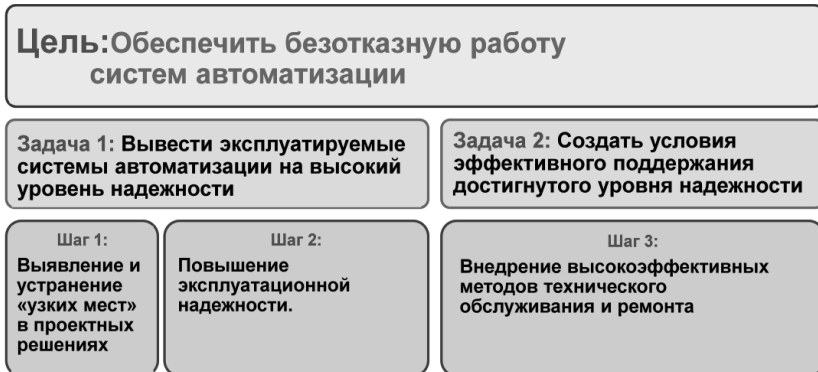 Цель:Обеспечить безотказную работу
систем автоматизации
Задача 1: Вывести эксплуатируемые
системы автоматизации на высокий
уровень надежности
Задача 2: Создать условия
эффективного поддержания
достигнутого уровня надежности
Шаг 1:
Выявление и
устранение
«узких мест»
в проектных
решениях
Шаг 2:
Повышение
эксплуатационной
надежности.
Шаг 3:
Внедрение высокоэффективных
методов технического
обслуживания и ремонта